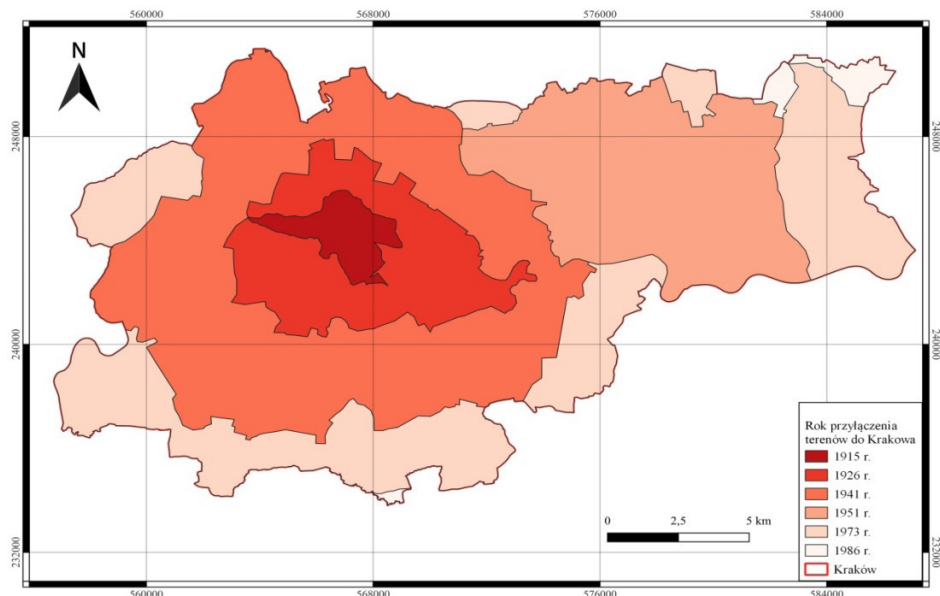 560000 568000 576000 584000
N
248000 248000
240000 240000
232000 232000
Rok przyłączenia
terenów do Krakowa
1915 r.
1926 r.
1941 r.
1951 r.
1973 r.
1986 r.
Kraków
0 2,5 5 km
560000 568000 576000 584000